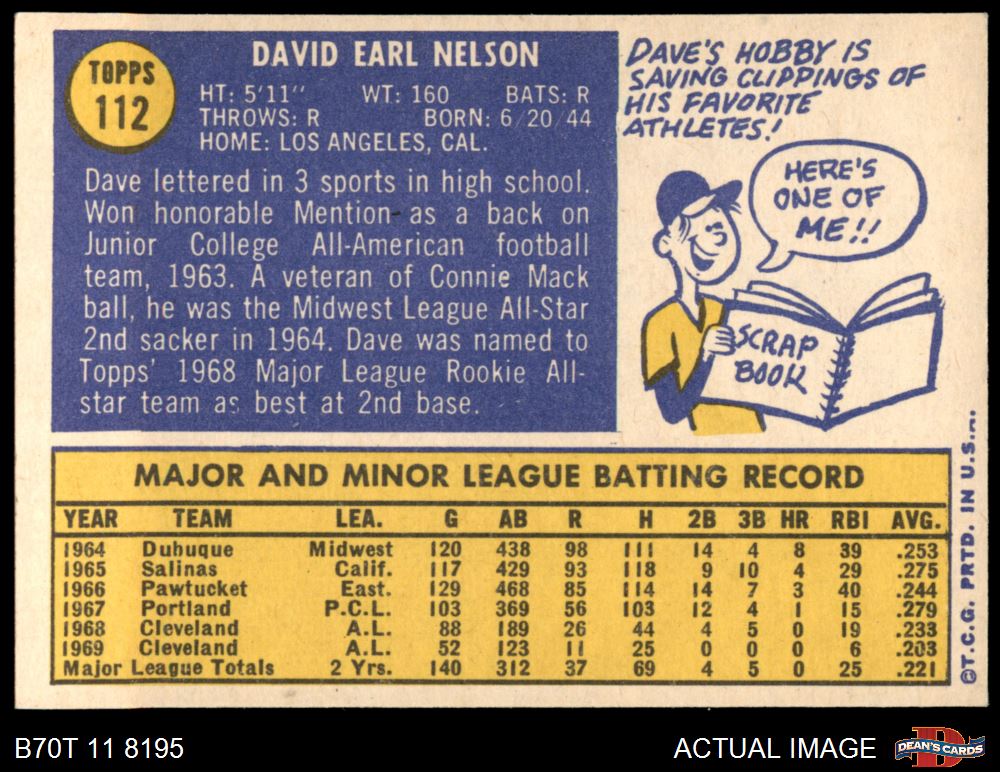 TOPPS
112
DAVID EARL NELSON
HT: 5'11" WT: 160 BATS: R
THROWS: R BORN: 6 20 44
HOME: LOS ANGELES, CAL.
Dave lettered in 3 sports in high school.
Won honorable Mention as a back on
Junior College All-American football
team, 1963. A veteran of Connie Mack
ball, he was the Midwest League All-Star
2nd sacker in 1964. Dave was named to
Topps' 1968 Major League Rookie All-
star team as best at 2nd base.
DAVE'S HOBBY IS
SAVING CLIPPINGS OF
HIS FAVORITE
ATHLETES!
HERE'S
ONE OF
ME!!
SCRAP
BOOK
MAJOR AND MINOR LEAGUE BATTING RECORD
YEAR TEAM LEA. G AB R H 2B 3B HR RBI AVG.
1964 Dubuque Midwest 120 438 98 111 14 4 8 39 .253
1965 Salinas Calif. 117 429 93 118 9 10 4 29 .275
1966 Pawtucket East. 129 468 85 114 14 7 3 40 .244
1967 Portland P.C.L. 103 369 56 103 12 4 1 15 .279
1968 Cleveland A.L. 88 189 26 44 4 5 0 19 .233
1969 Cleveland A.L. 52 123 11 25 0 0 0 6 .203
Major League Totals 2 Yrs. 140 312 37 69 4 5 0 25 .221
©T.C.G. PRTD. IN U.S.A.
B70T 11 8195
ACTUAL IMAGE
DEAN'S CARDS